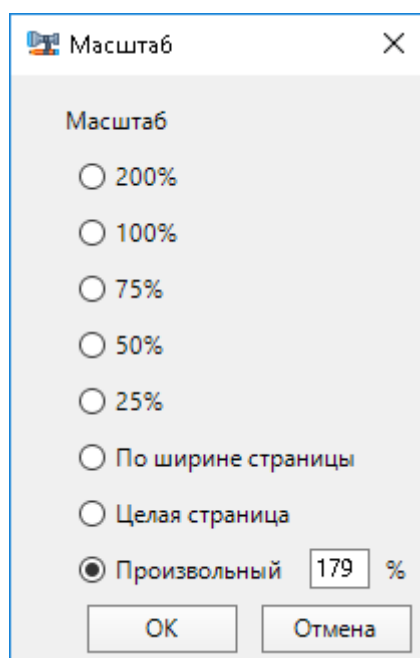 Масштаб
Масштаб
200%
100%
75%
50%
25%
По ширине страницы
Целая страница
Произвольный 179 %
OK Отмена